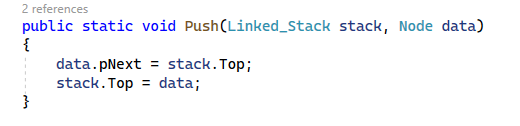 2 references
public static void Push(Linked_Stack stack, Node data)
{
data.pNext = stack.Top;
stack.Top = data;
}